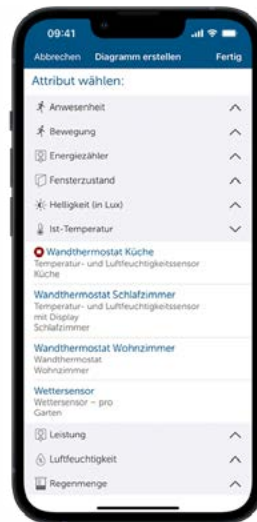 09:41
Abbrechen Diagramm erstellen Fertig
Attribut wählen:
Anwesenheit
Bewegung
Energiezähler
Fensterzustand
Helligkeit (in Lux)
Ist-Temperatur
Wandthermostat Küche
Temperatur- und Luftfeuchtigkeitssensor
Küche
Wandthermostat Schlafzimmer
Temperatur- und Luftfeuchtigkeitssensor
mit Display
Schlafzimmer
Wandthermostat Wohnzimmer
Wandthermostat
Wohnzimmer
Wettersensor
Wettersensor – pro
Garten
Leistung
Luftfeuchtigkeit
Regenmenge